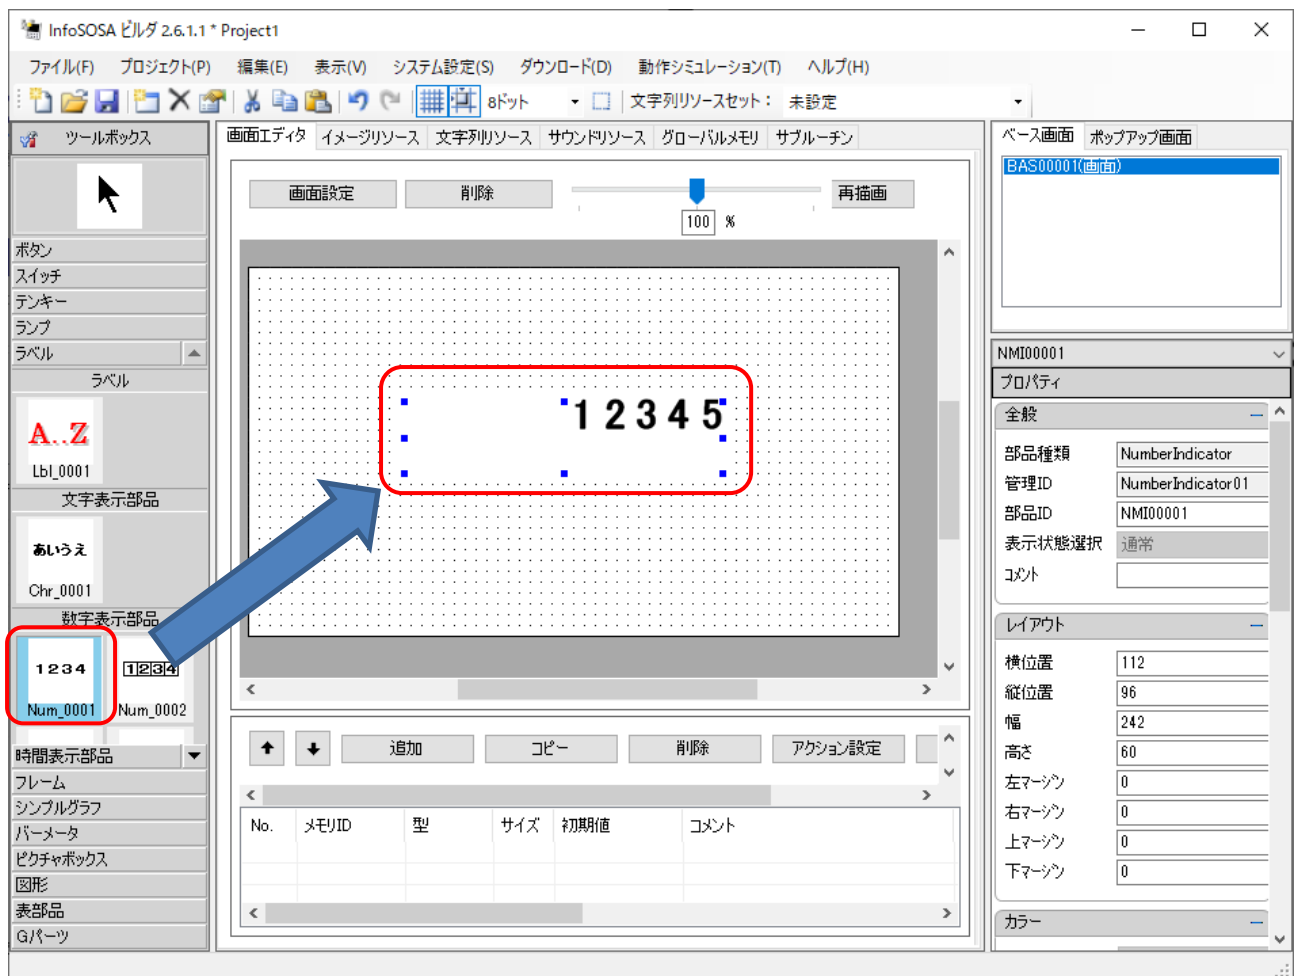 InfoSOSA ビルダ 2.6.1.1 * Project1
ファイル(F) プロジェクト(P) 編集(E) 表示(V) システム設定(S) ダウンロード(D) 動作シミュレーション(T) ヘルプ(H)
8ドット 文字列リソースセット： 未設定
ツールボックス
ボタン
スイッチ
テンキー
ランプ
ラベル
ラベル
A..Z
Lbl_0001
文字表示部品
あいうえ
Chr_0001
数字表示部品
1234 1234
Num_0001 Num_0002
時間表示部品
フレーム
シンプルグラフ
バーメータ
ピクチャボックス
図形
表部品
Gパーツ
画面エディタ イメージリソース 文字列リソース サウンドリソース グローバルメモリ サブルーチン
画面設定 削除 再描画
100 %
12345
追加 コピー 削除 アクション設定
No. メモリID 型 サイズ 初期値 コメント
ベース画面 ポップアップ画面
BAS00001(画面)
NMI00001
プロパティ
全般
部品種類 NumberIndicator
管理ID NumberIndicator01
部品ID NMI00001
表示状態選択 通常
コメント
レイアウト
横位置 112
縦位置 96
幅 242
高さ 60
左マージン 0
右マージン 0
上マージン 0
下マージン 0
カラー